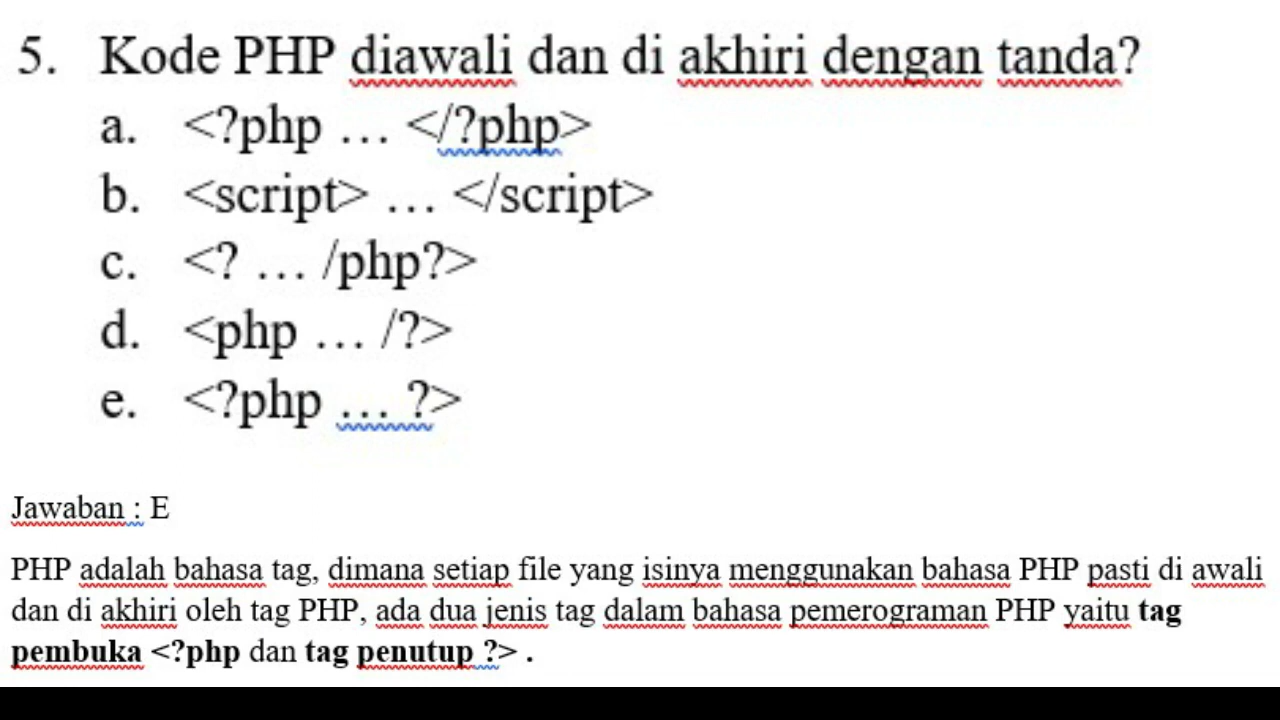 5. Kode PHP diawali dan di akhiri dengan tanda?
a. <?php … </?php>
b. <script> … </script>
c. <? … /php?>
d. <php … /?>
e. <?php … ?>
Jawaban : E
PHP adalah bahasa tag, dimana setiap file yang isinya menggunakan bahasa PHP pasti di awali
dan di akhiri oleh tag PHP, ada dua jenis tag dalam bahasa pemerograman PHP yaitu tag
pembuka <?php dan tag penutup ?> .